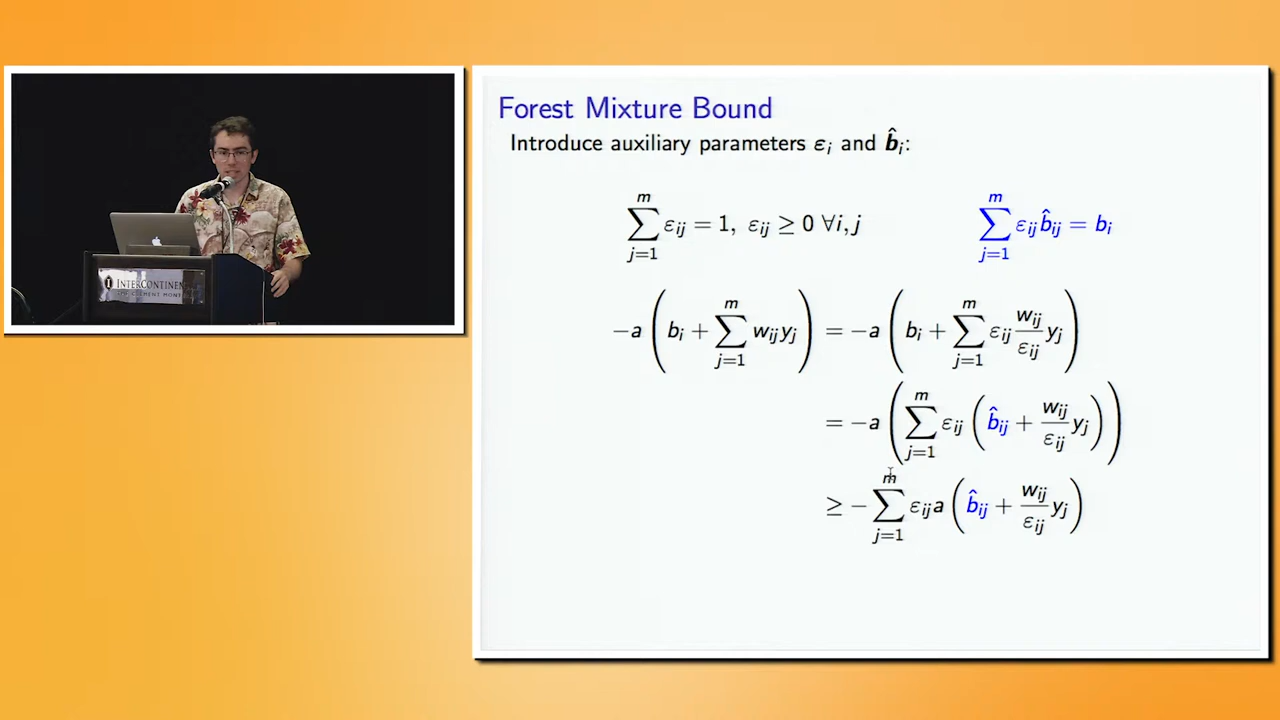 Forest Mixture Bound
Introduce auxiliary parameters εᵢ and b̂ᵢ:
∑_{j=1}^{m} εᵢⱼ = 1, εᵢⱼ ≥ 0 ∀i,j    ∑_{j=1}^{m} εᵢⱼ b̂ᵢⱼ = bᵢ
−a ( bᵢ + ∑_{j=1}^{m} wᵢⱼyⱼ ) = −a ( bᵢ + ∑_{j=1}^{m} εᵢⱼ (wᵢⱼ/εᵢⱼ) yⱼ )
= −a ( ∑_{j=1}^{m} εᵢⱼ ( b̂ᵢⱼ + (wᵢⱼ/εᵢⱼ) yⱼ ) )
≥ − ∑_{j=1}^{m} εᵢⱼ a ( b̂ᵢⱼ + (wᵢⱼ/εᵢⱼ) yⱼ )
INTERCONTINEN